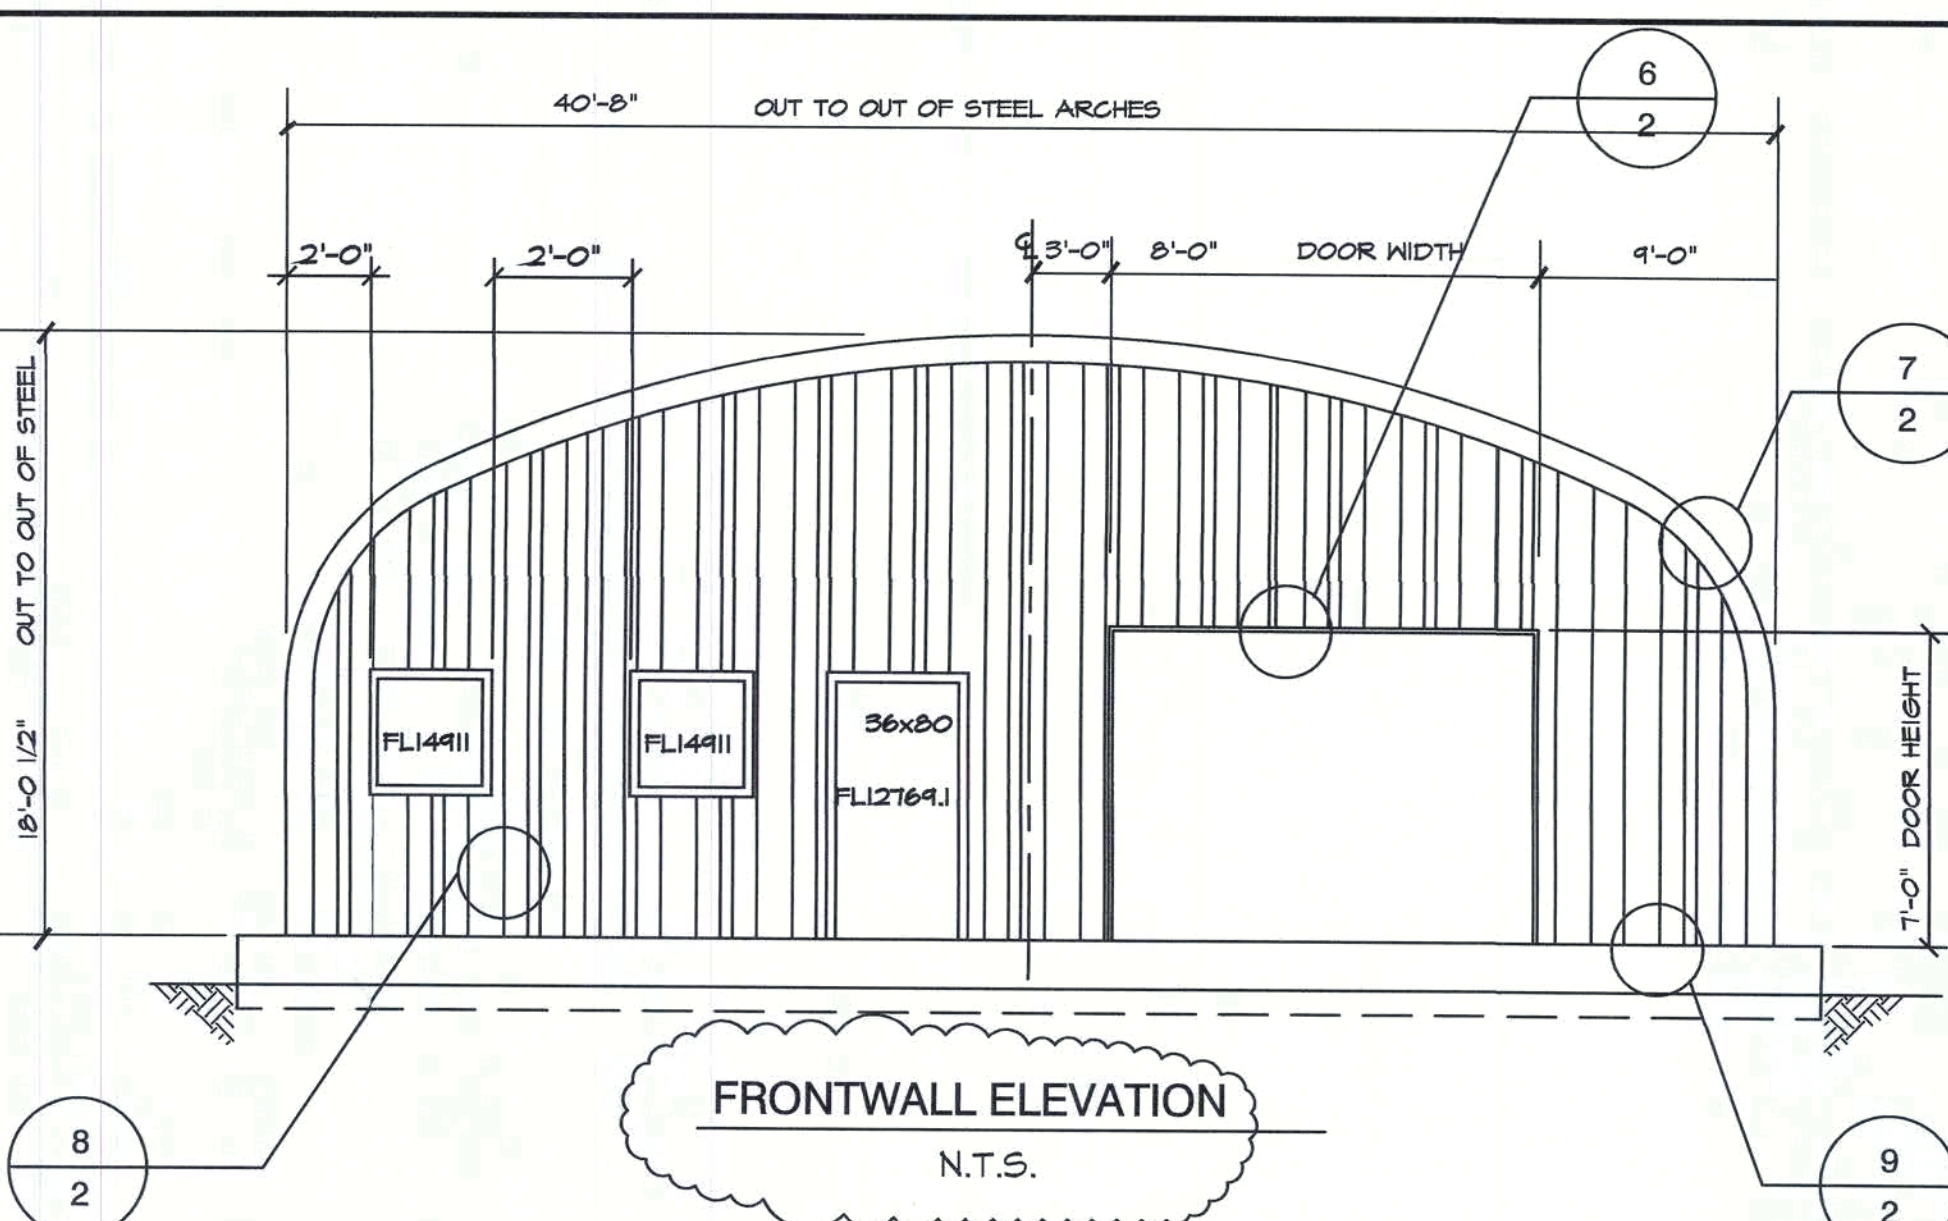 6
2
40'-8" OUT TO OUT OF STEEL ARCHES
2'-0" 2'-0" ℄ 3'-0" 8'-0" DOOR WIDTH 9'-0"
7
2
18'-0 1/2" OUT TO OUT OF STEEL
FL14911 FL14911 36x80
FL12769.1
7'-0" DOOR HEIGHT
FRONTWALL ELEVATION
N.T.S.
8
2
9
2